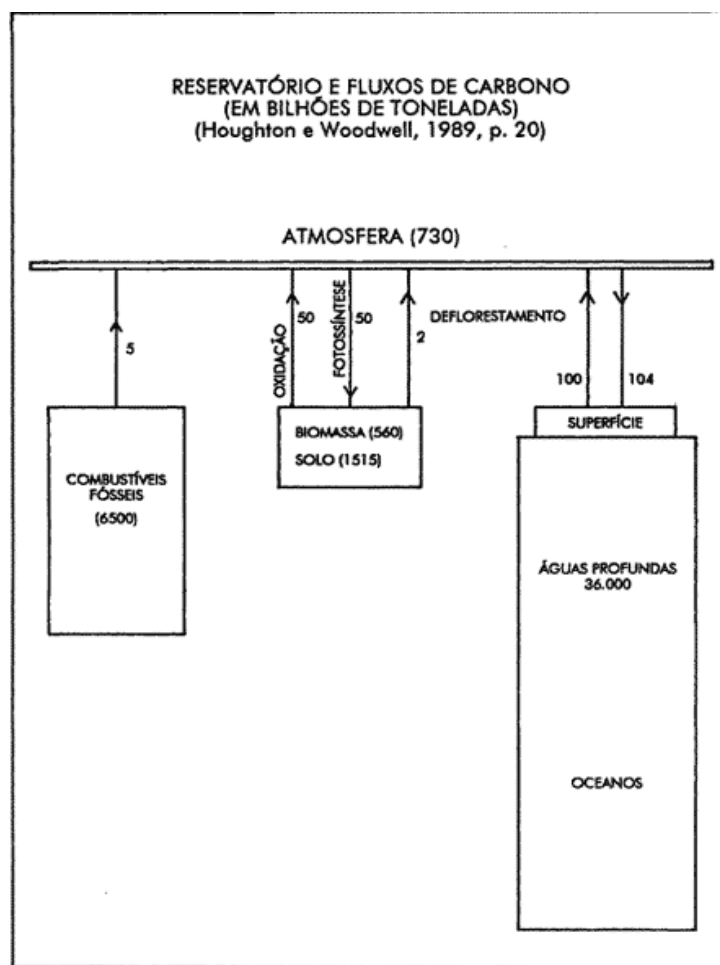 RESERVATÓRIO E FLUXOS DE CARBONO
(EM BILHÕES DE TONELADAS)
(Houghton e Woodwell, 1989, p. 20)
ATMOSFERA (730)
5
OXIDAÇÃO
50
FOTOSSÍNTESE
50
2
DEFLORESTAMENTO
100
104
COMBUSTÍVEIS
FÓSSEIS
(6500)
BIOMASSA (560)
SOLO (1515)
SUPERFÍCIE
ÁGUAS PROFUNDAS
36.000
OCEANOS